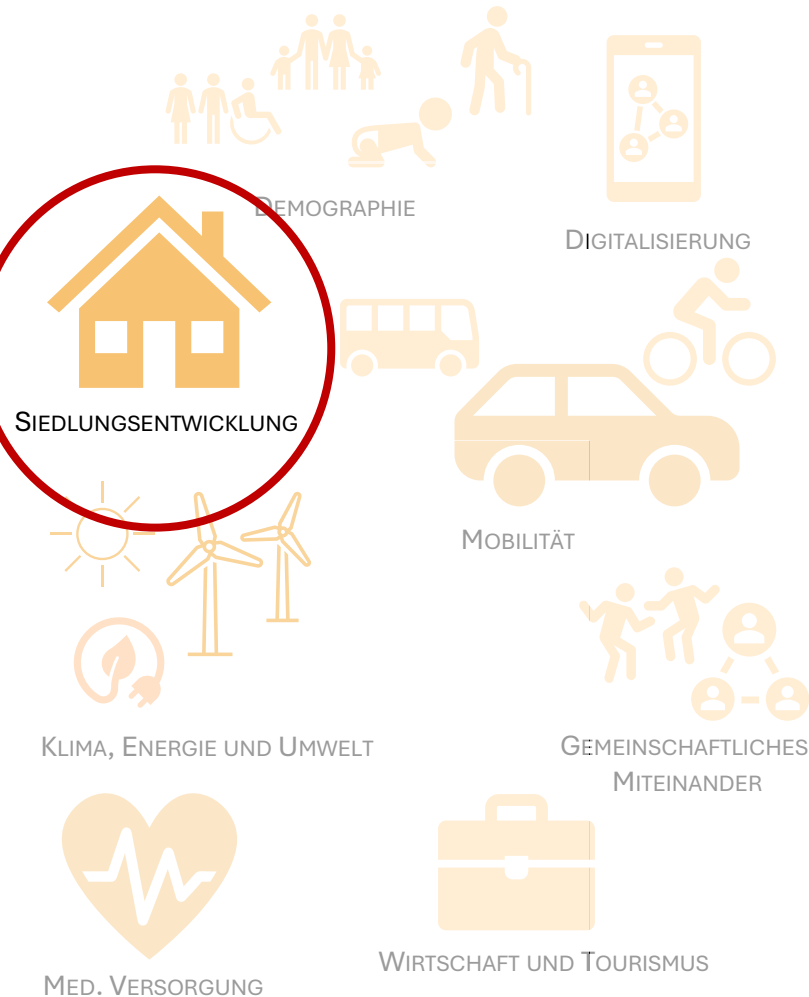 DEMOGRAPHIE
DIGITALISIERUNG
SIEDLUNGSENTWICKLUNG
MOBILITÄT
KLIMA, ENERGIE UND UMWELT
GEMEINSCHAFTLICHES
MITEINANDER
WIRTSCHAFT UND TOURISMUS
MED. VERSORGUNG